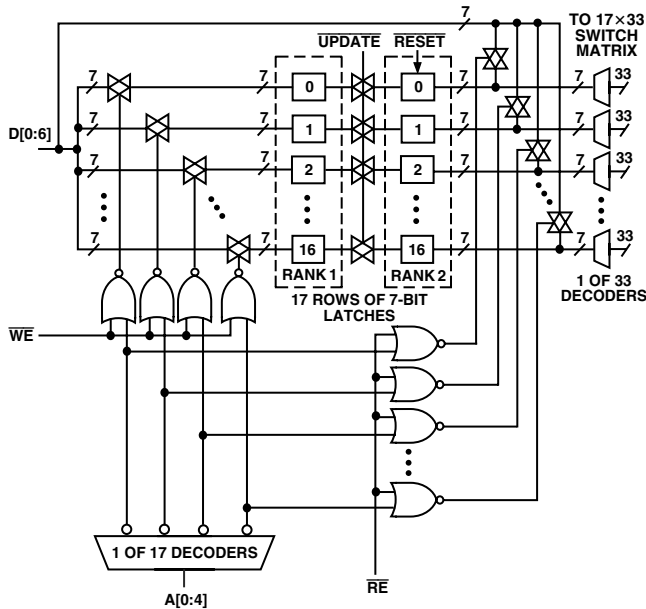 7
TO 17×33
SWITCH
MATRIX
UPDATE
RESET
7
7
0
0
7
7
33
D[0:6]
7
7
1
1
7
7
33
7
7
2
2
7
7
33
7
7
16
16
7
7
33
RANK 1
RANK 2
17 ROWS OF 7-BIT
LATCHES
1 OF 33
DECODERS
WE
1 OF 17 DECODERS
A[0:4]
RE